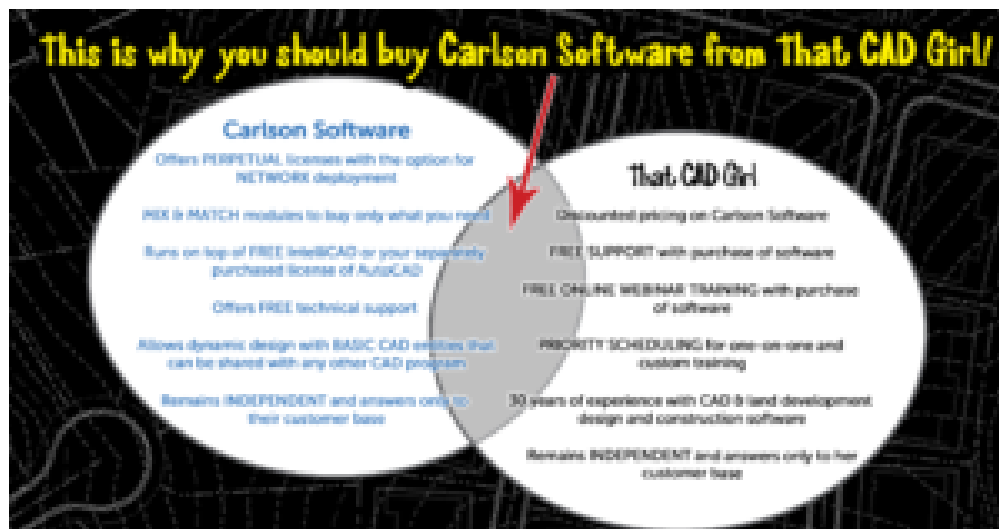 This is why you should buy Carlson Software from That CAD Girl!
Carlson Software
Offers PERPETUAL licenses with the option for
NETWORK deployment
MIX & MATCH modules to buy only what you need
Runs on top of FREE IntelliCAD or your separately
purchased license of AutoCAD
Offers FREE technical support
Allows dynamic design with BASIC CAD entities that
can be shared with any other CAD program
Remains INDEPENDENT and answers only to
their customer base
That CAD Girl
Discounted pricing on Carlson Software
FREE SUPPORT with purchase of software
FREE ONLINE WEBINAR TRAINING with purchase
of software
PRIORITY SCHEDULING for one-on-one and
custom training
30 years of experience with CAD & land development
design and construction software
Remains INDEPENDENT and answers only to her
customer base